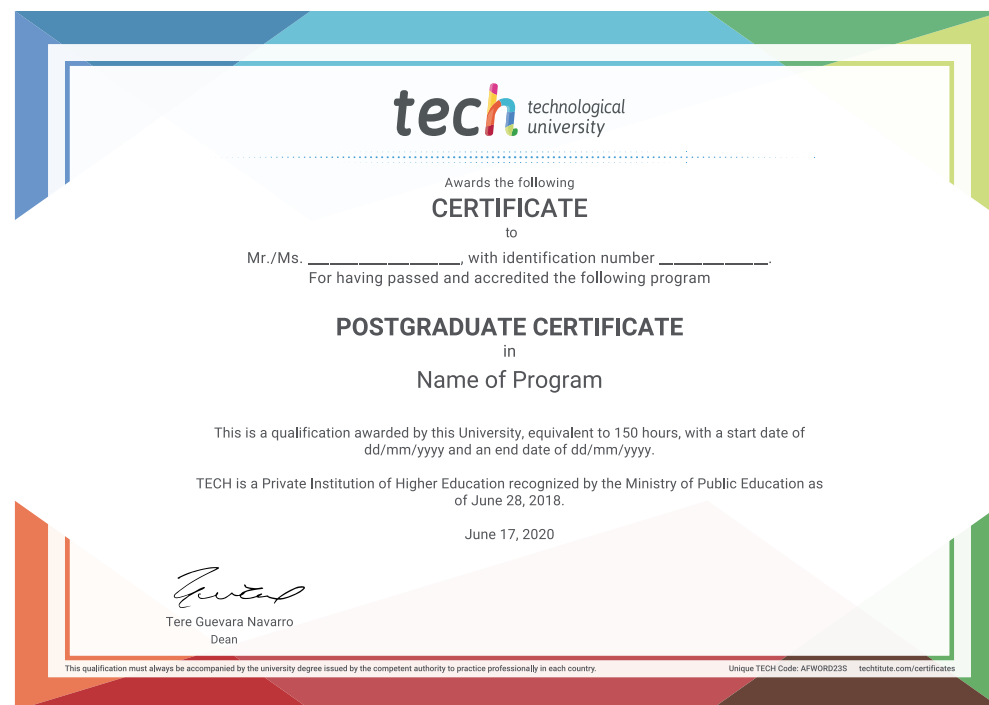 tech technological
university
Awards the following
CERTIFICATE
to
Mr./Ms. ____________________, with identification number ______________.
For having passed and accredited the following program
POSTGRADUATE CERTIFICATE
in
Name of Program
This is a qualification awarded by this University, equivalent to 150 hours, with a start date of
dd/mm/yyyy and an end date of dd/mm/yyyy.
TECH is a Private Institution of Higher Education recognized by the Ministry of Public Education as
of June 28, 2018.
June 17, 2020
Tere Guevara Navarro
Dean
This qualification must always be accompanied by the university degree issued by the competent authority to practice professionally in each country.
Unique TECH Code: AFWORD23S techtitute.com/certificates